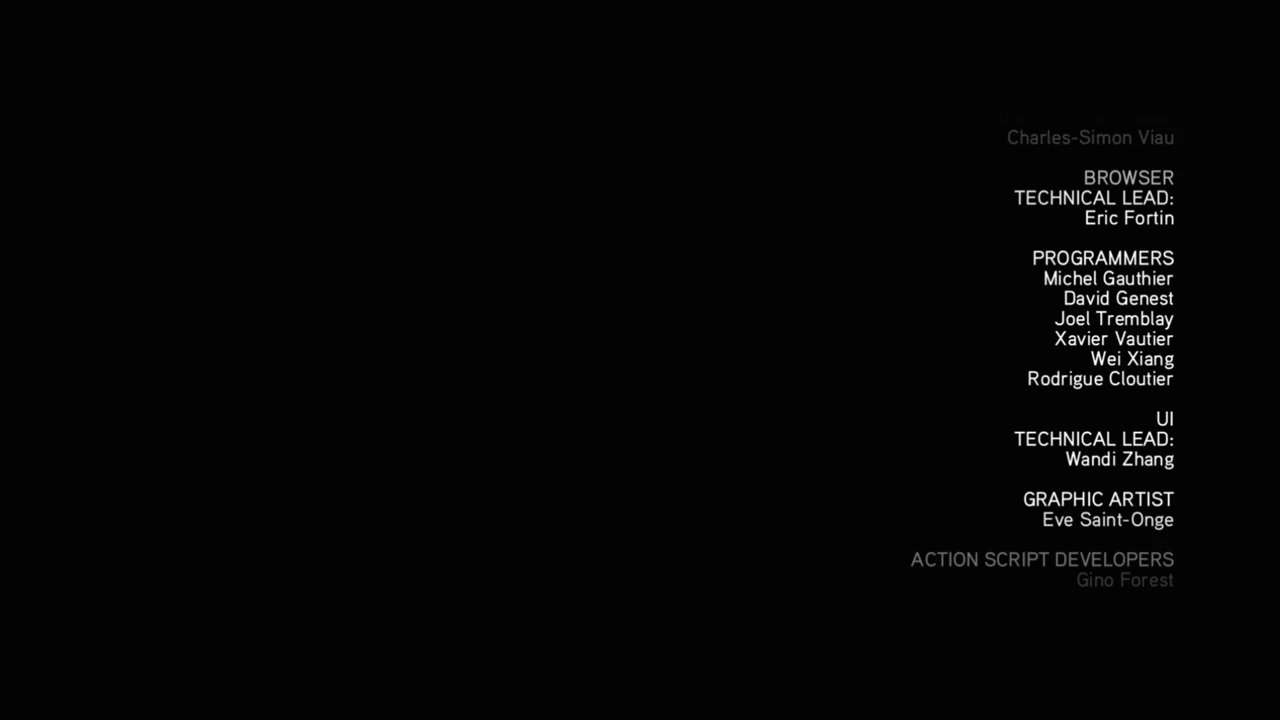 Charles-Simon Viau
BROWSER
TECHNICAL LEAD:
Eric Fortin
PROGRAMMERS
Michel Gauthier
David Genest
Joel Tremblay
Xavier Vautier
Wei Xiang
Rodrigue Cloutier
UI
TECHNICAL LEAD:
Wandi Zhang
GRAPHIC ARTIST
Eve Saint-Onge
ACTION SCRIPT DEVELOPERS
Gino Forest